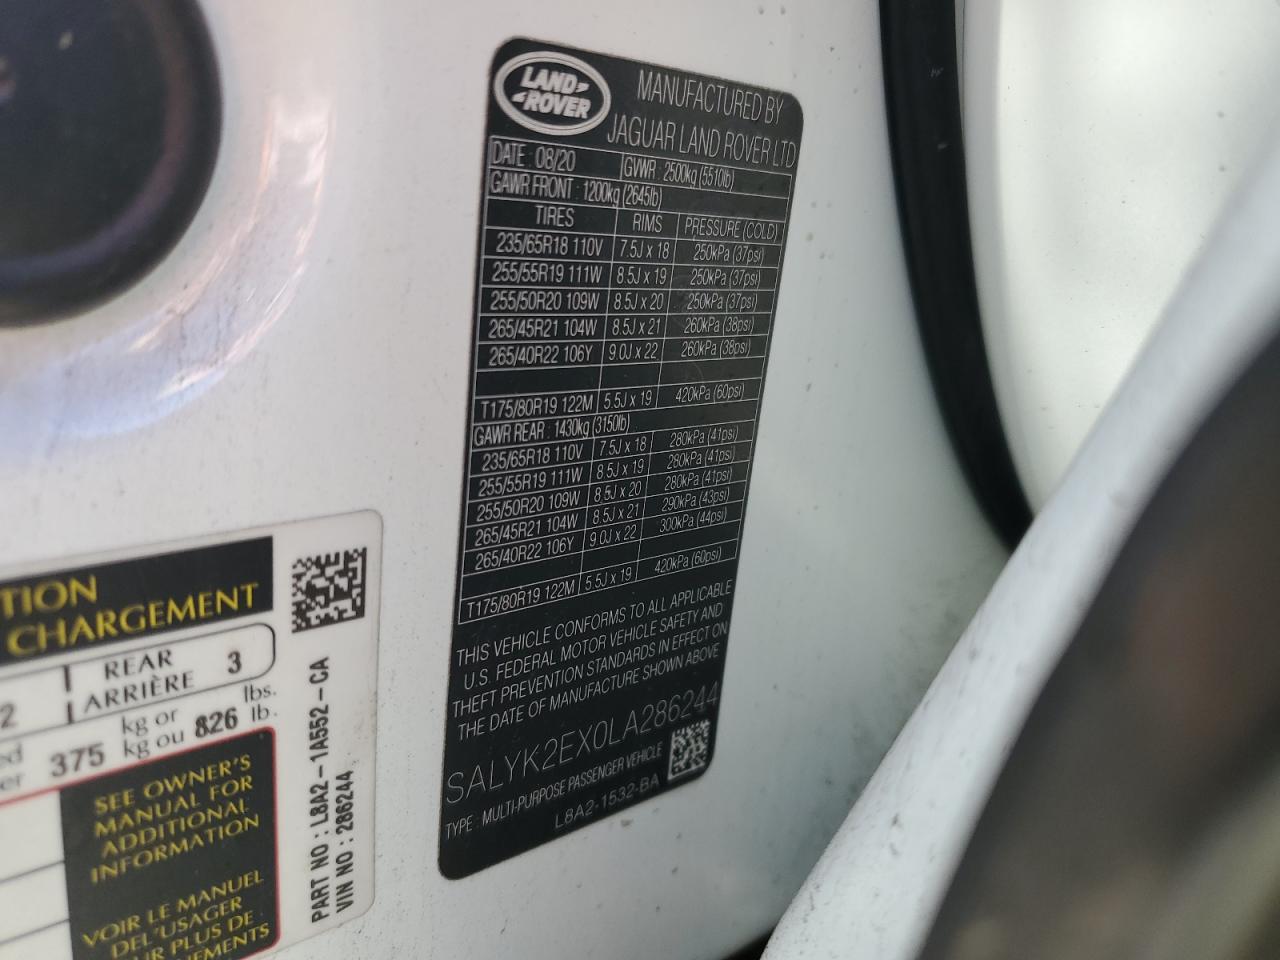 LAND ROVER
MANUFACTURED BY
JAGUAR LAND ROVER LTD
DATE : 08/20 GVWR : 2500kg (5510lb)
GAWR FRONT : 1200kg (2645lb)
TIRES RIMS PRESSURE (COLD)
235/65R18 110V 7.5J x 18 250kPa (37psi)
255/55R19 111W 8.5J x 19 250kPa (37psi)
255/50R20 109W 8.5J x 20 250kPa (37psi)
265/45R21 104W 8.5J x 21 260kPa (38psi)
265/40R22 106Y 9.0J x 22 260kPa (38psi)
T175/80R19 122M 5.5J x 19 420kPa (60psi)
GAWR REAR : 1430kg (3150lb)
235/65R18 110V 7.5J x 18 280kPa (41psi)
255/55R19 111W 8.5J x 19 280kPa (41psi)
255/50R20 109W 8.5J x 20 280kPa (41psi)
265/45R21 104W 8.5J x 21 290kPa (43psi)
265/40R22 106Y 9.0J x 22 300kPa (44psi)
T175/80R19 122M 5.5J x 19 420kPa (60psi)
THIS VEHICLE CONFORMS TO ALL APPLICABLE
U.S. FEDERAL MOTOR VEHICLE SAFETY AND
THEFT PREVENTION STANDARDS IN EFFECT ON
THE DATE OF MANUFACTURE SHOWN ABOVE
SALYK2EX0LA286244
TYPE : MULTI-PURPOSE PASSENGER VEHICLE
L8A2-1532-BA
TION
CHARGEMENT
2 REAR 3
ARRIÈRE
ed 375 kg or 826 lbs.
er kg ou lb.
SEE OWNER'S
MANUAL FOR
ADDITIONAL
INFORMATION
VOIR LE MANUEL
DEL'USAGER
UR PLUS DE
NEMENTS
PART NO : L8A2-1A552-CA
VIN NO : 286244